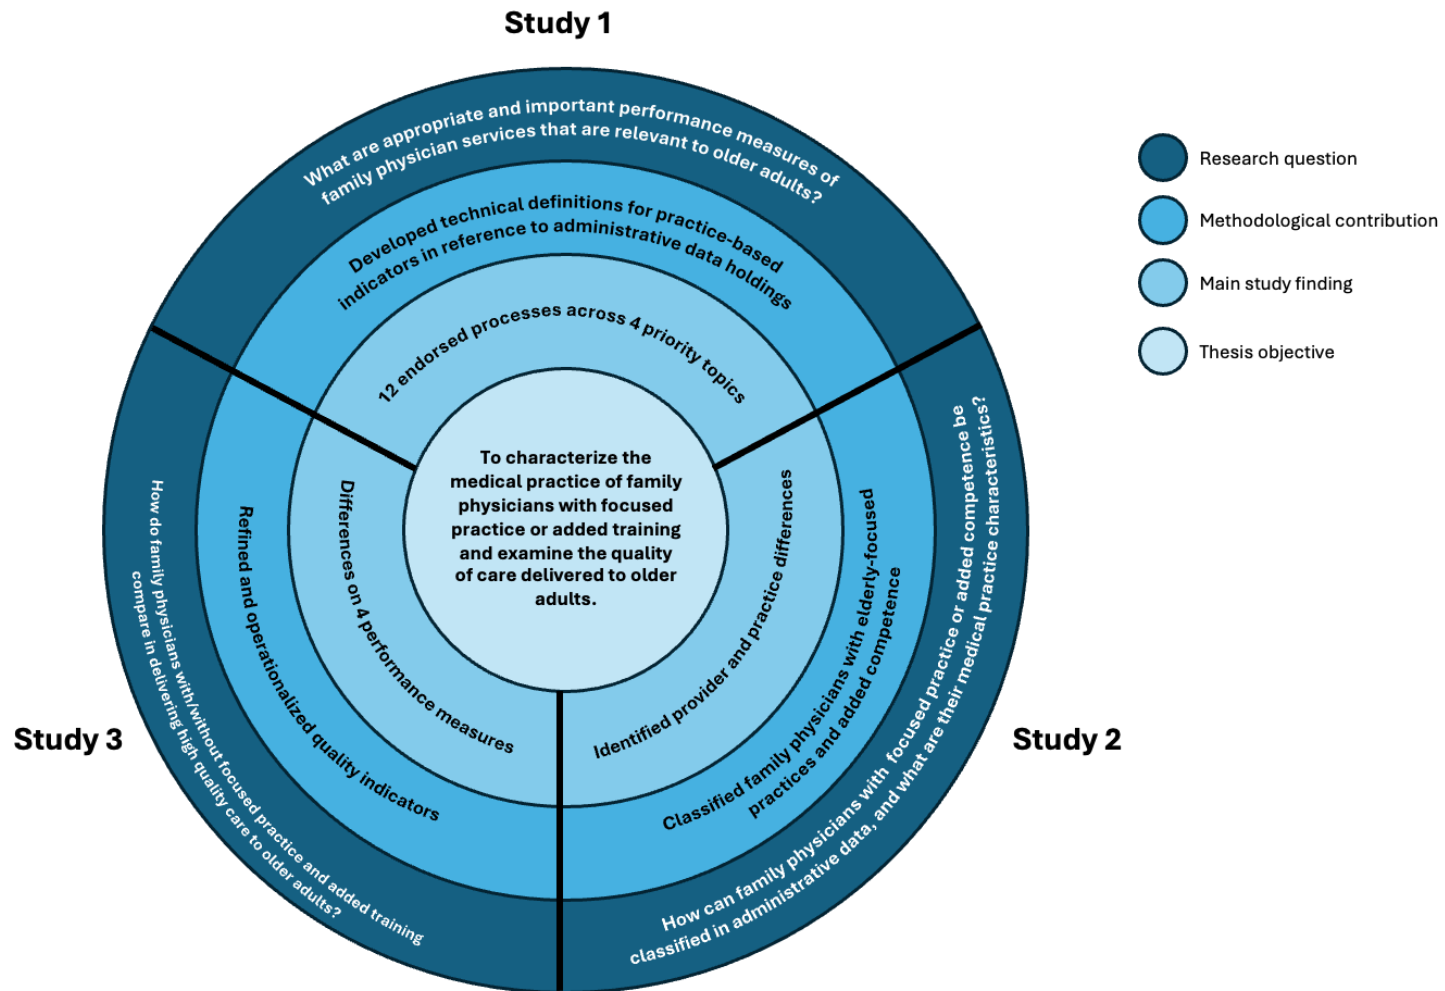 Study 1
What are appropriate and important performance measures of
family physician services that are relevant to older adults?
Developed technical definitions for practice-based
indicators in reference to administrative data holdings
12 endorsed processes across 4 priority topics
To characterize the
medical practice of family
physicians with focused
practice or added training
and examine the quality
of care delivered to older
adults.
Study 2
How can family physicians with focused practice or added competence be
classified in administrative data, and what are their medical practice characteristics?
Classified family physicians with elderly-focused
practices and added competence
Identified provider and practice differences
Study 3
How do family physicians with/without focused practice and added training
compare in delivering high quality care to older adults?
Refined and operationalized quality indicators
Differences on 4 performance measures
Research question
Methodological contribution
Main study finding
Thesis objective